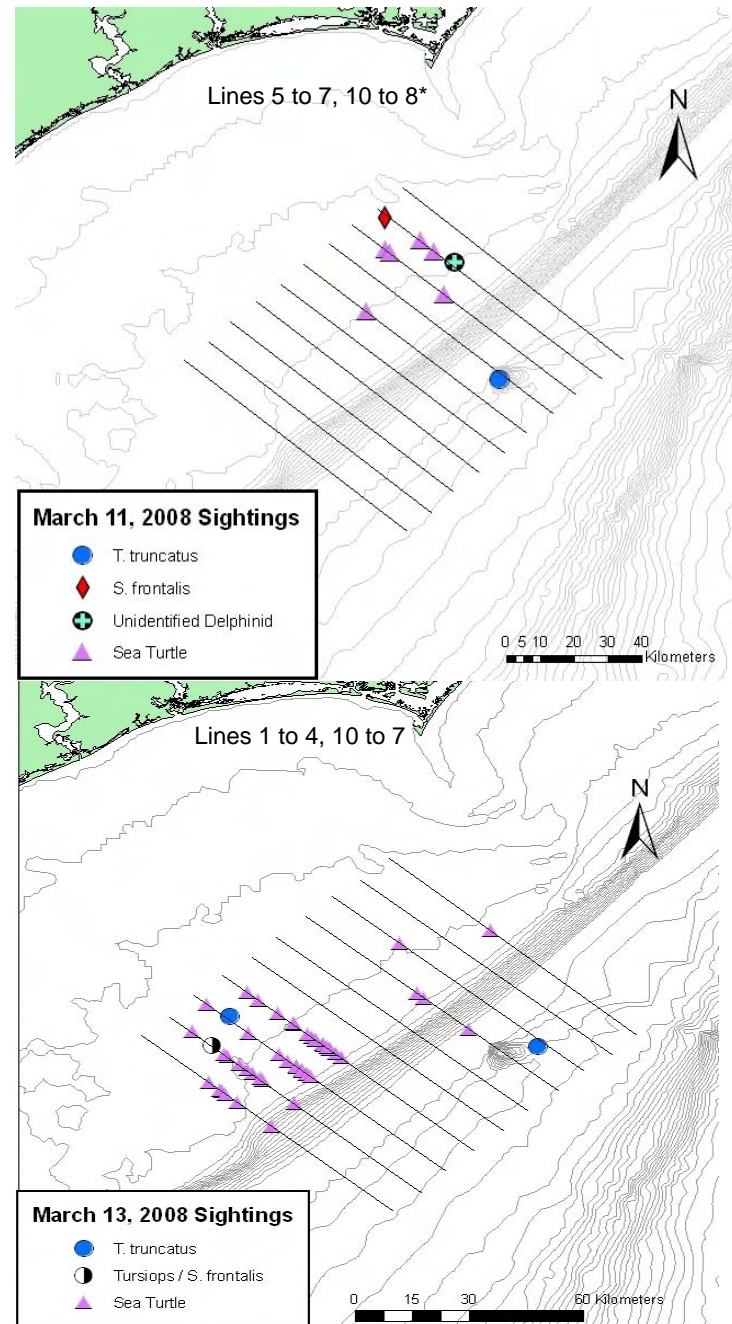 Lines 5 to 7, 10 to 8*
N
March 11, 2008 Sightings
T. truncatus
S. frontalis
Unidentified Delphinid
Sea Turtle
0 5 10 20 30 40
Kilometers
Lines 1 to 4, 10 to 7
N
March 13, 2008 Sightings
T. truncatus
Tursiops / S. frontalis
Sea Turtle
0 15 30 60 Kilometers